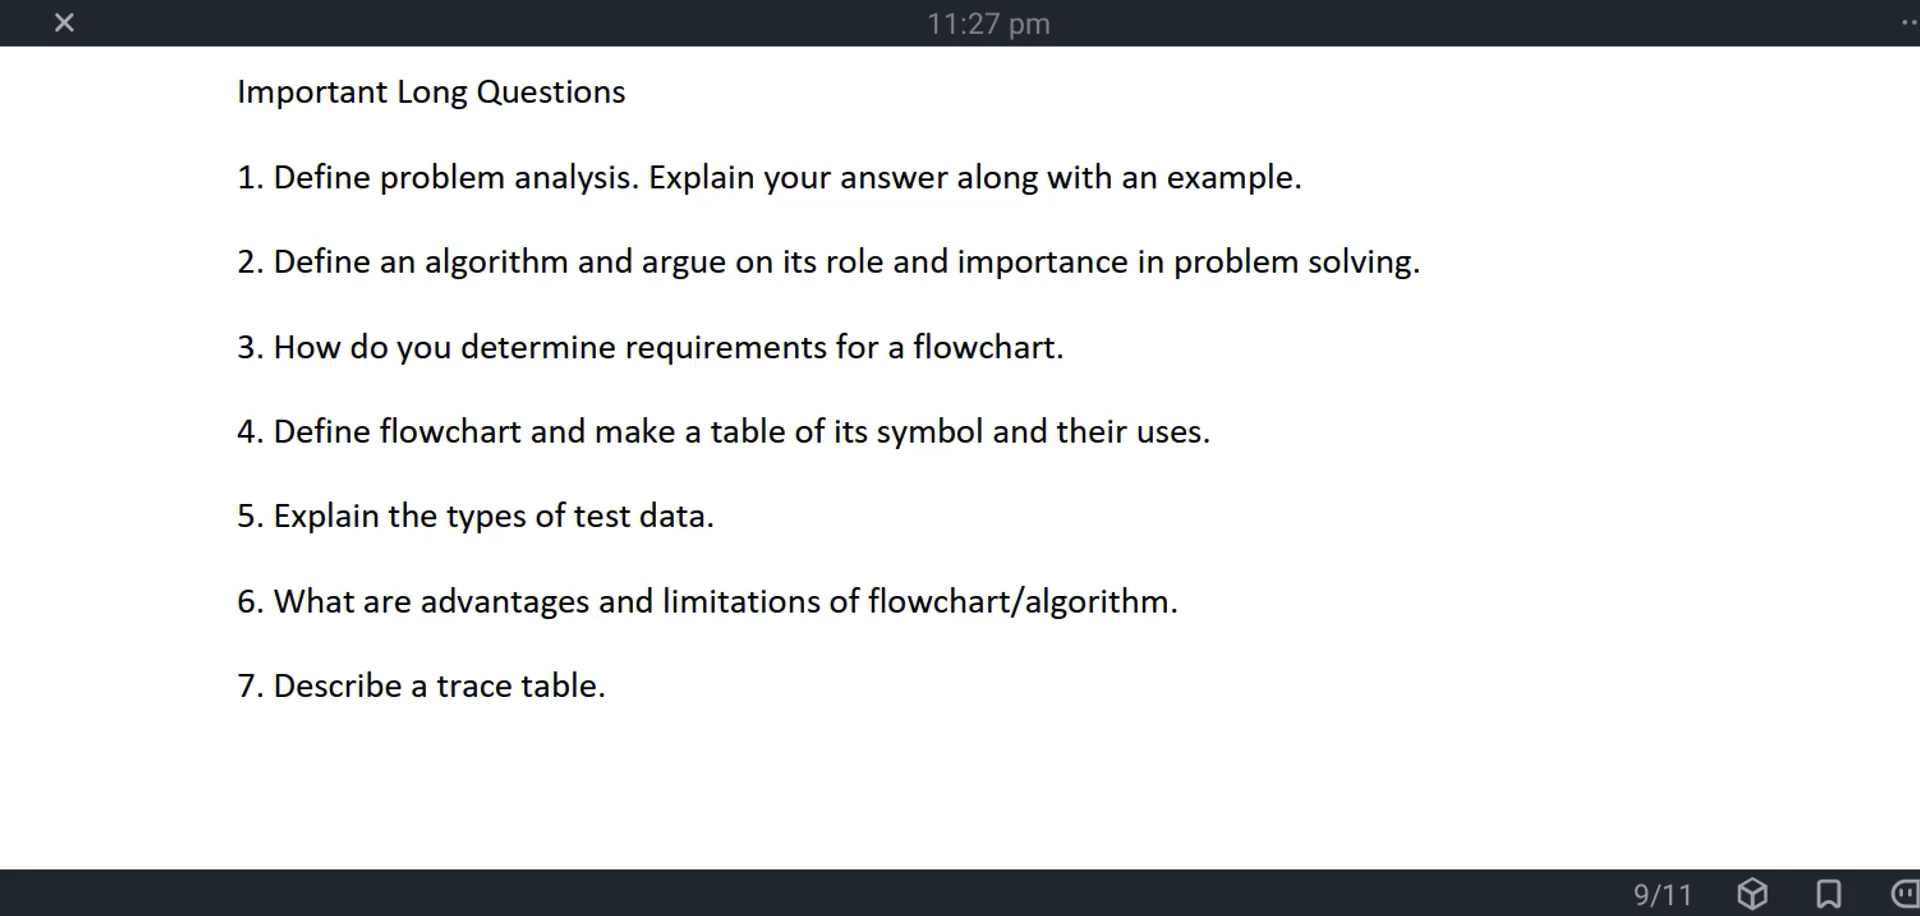 11:27 pm
Important Long Questions
1. Define problem analysis. Explain your answer along with an example.
2. Define an algorithm and argue on its role and importance in problem solving.
3. How do you determine requirements for a flowchart.
4. Define flowchart and make a table of its symbol and their uses.
5. Explain the types of test data.
6. What are advantages and limitations of flowchart/algorithm.
7. Describe a trace table.
9/11